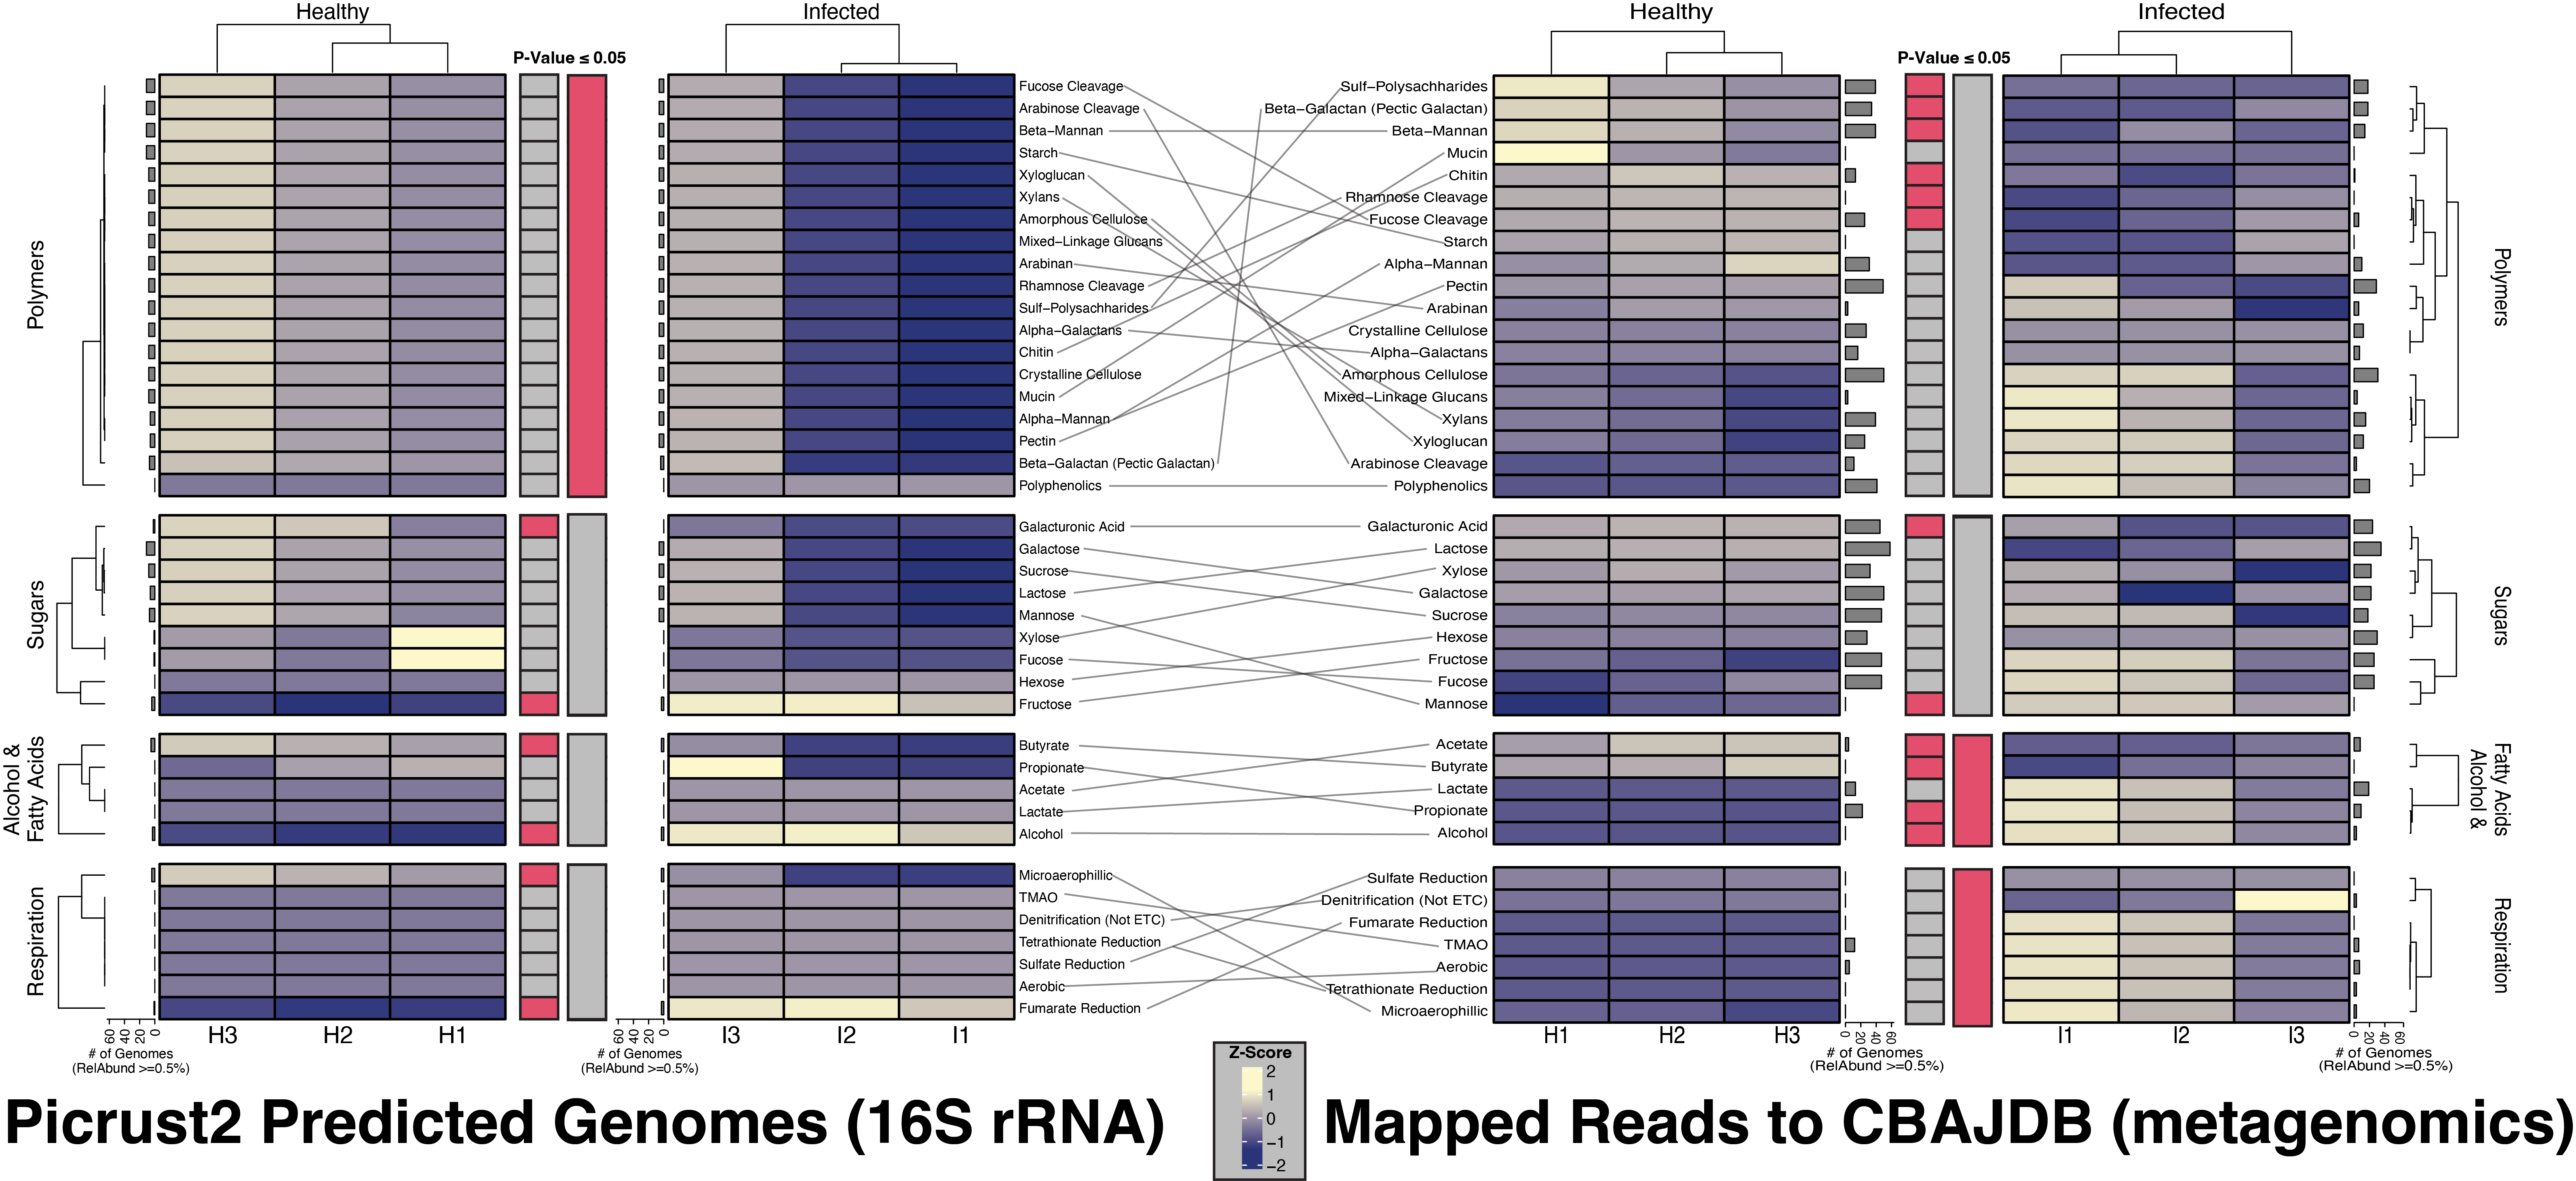 Healthy
Infected
Healthy
Infected
P-Value ≤ 0.05
P-Value ≤ 0.05
Polymers
Sugars
Alcohol &
Fatty Acids
Respiration
Fucose Cleavage
Arabinose Cleavage
Beta-Mannan
Starch
Xyloglucan
Xylans
Amorphous Cellulose
Mixed-Linkage Glucans
Arabinan
Rhamnose Cleavage
Sulf-Polysachharides
Alpha-Galactans
Chitin
Crystalline Cellulose
Mucin
Alpha-Mannan
Pectin
Beta-Galactan (Pectic Galactan)
Polyphenolics
Galacturonic Acid
Galactose
Sucrose
Lactose
Mannose
Xylose
Fucose
Hexose
Fructose
Butyrate
Propionate
Acetate
Lactate
Alcohol
Microaerophillic
TMAO
Denitrification (Not ETC)
Tetrathionate Reduction
Sulfate Reduction
Aerobic
Fumarate Reduction
Sulf-Polysachharides
Beta-Galactan (Pectic Galactan)
Beta-Mannan
Mucin
Chitin
Rhamnose Cleavage
Fucose Cleavage
Starch
Alpha-Mannan
Pectin
Arabinan
Crystalline Cellulose
Alpha-Galactans
Amorphous Cellulose
Mixed-Linkage Glucans
Xylans
Xyloglucan
Arabinose Cleavage
Polyphenolics
Galacturonic Acid
Lactose
Xylose
Galactose
Sucrose
Hexose
Fructose
Fucose
Mannose
Acetate
Butyrate
Lactate
Propionate
Alcohol
Sulfate Reduction
Denitrification (Not ETC)
Fumarate Reduction
TMAO
Aerobic
Tetrathionate Reduction
Microaerophillic
Polymers
Sugars
Fatty Acids
Alcohol &
Respiration
60 40 20 0
H3 H2 H1
60 40 20 0
I3 I2 I1
H1 H2 H3
0 20 40 60
I1 I2 I3
0 20 40 60
# of Genomes
(RelAbund >=0.5%)
# of Genomes
(RelAbund >=0.5%)
# of Genomes
(RelAbund >=0.5%)
# of Genomes
(RelAbund >=0.5%)
Z-Score
2
1
0
−1
−2
Picrust2 Predicted Genomes (16S rRNA)
Mapped Reads to CBAJDB (metagenomics)